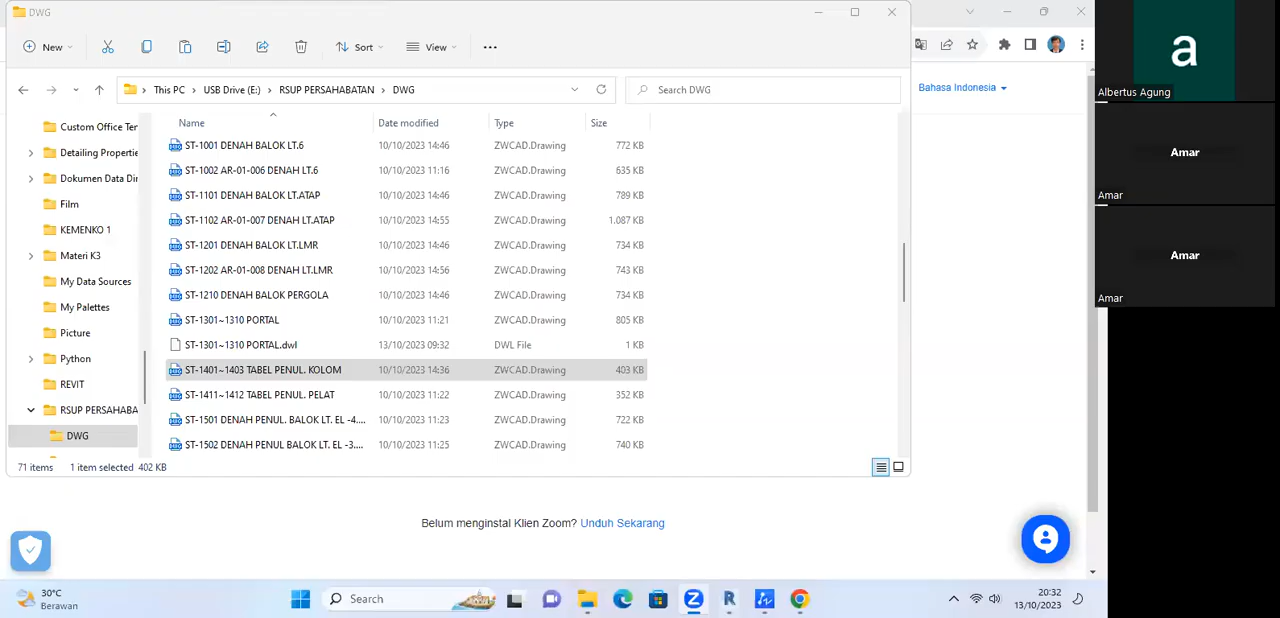 DWG
New
Sort
View
This PC > USB Drive (E:) > RSUP PERSAHABATAN > DWG
Search DWG
Name Date modified Type Size
Custom Office Ter
Detailing Propertie
Dokumen Data Dir
Film
KEMENKO 1
Materi K3
My Data Sources
My Palettes
Picture
Python
REVIT
RSUP PERSAHABA
DWG
ST-1001 DENAH BALOK LT.6 10/10/2023 14:46 ZWCAD.Drawing 772 KB
ST-1002 AR-01-006 DENAH LT.6 10/10/2023 11:16 ZWCAD.Drawing 635 KB
ST-1101 DENAH BALOK LT.ATAP 10/10/2023 14:46 ZWCAD.Drawing 789 KB
ST-1102 AR-01-007 DENAH LT.ATAP 10/10/2023 14:55 ZWCAD.Drawing 1.087 KB
ST-1201 DENAH BALOK LT.LMR 10/10/2023 14:46 ZWCAD.Drawing 734 KB
ST-1202 AR-01-008 DENAH LT.LMR 10/10/2023 14:56 ZWCAD.Drawing 743 KB
ST-1210 DENAH BALOK PERGOLA 10/10/2023 14:46 ZWCAD.Drawing 734 KB
ST-1301~1310 PORTAL 10/10/2023 11:21 ZWCAD.Drawing 805 KB
ST-1301~1310 PORTAL.dwl 13/10/2023 09:32 DWL File 1 KB
ST-1401~1403 TABEL PENUL. KOLOM 10/10/2023 14:36 ZWCAD.Drawing 403 KB
ST-1411~1412 TABEL PENUL. PELAT 10/10/2023 11:22 ZWCAD.Drawing 352 KB
ST-1501 DENAH PENUL. BALOK LT. EL -4.... 10/10/2023 11:23 ZWCAD.Drawing 722 KB
ST-1502 DENAH PENUL BALOK LT. EL -3.... 10/10/2023 11:25 ZWCAD.Drawing 740 KB
71 items 1 item selected 402 KB
Bahasa Indonesia
a
Albertus Agung
Amar
Amar
Amar
Amar
Belum menginstal Klien Zoom? Unduh Sekarang
30°C
Berawan
Search
20:32
13/10/2023